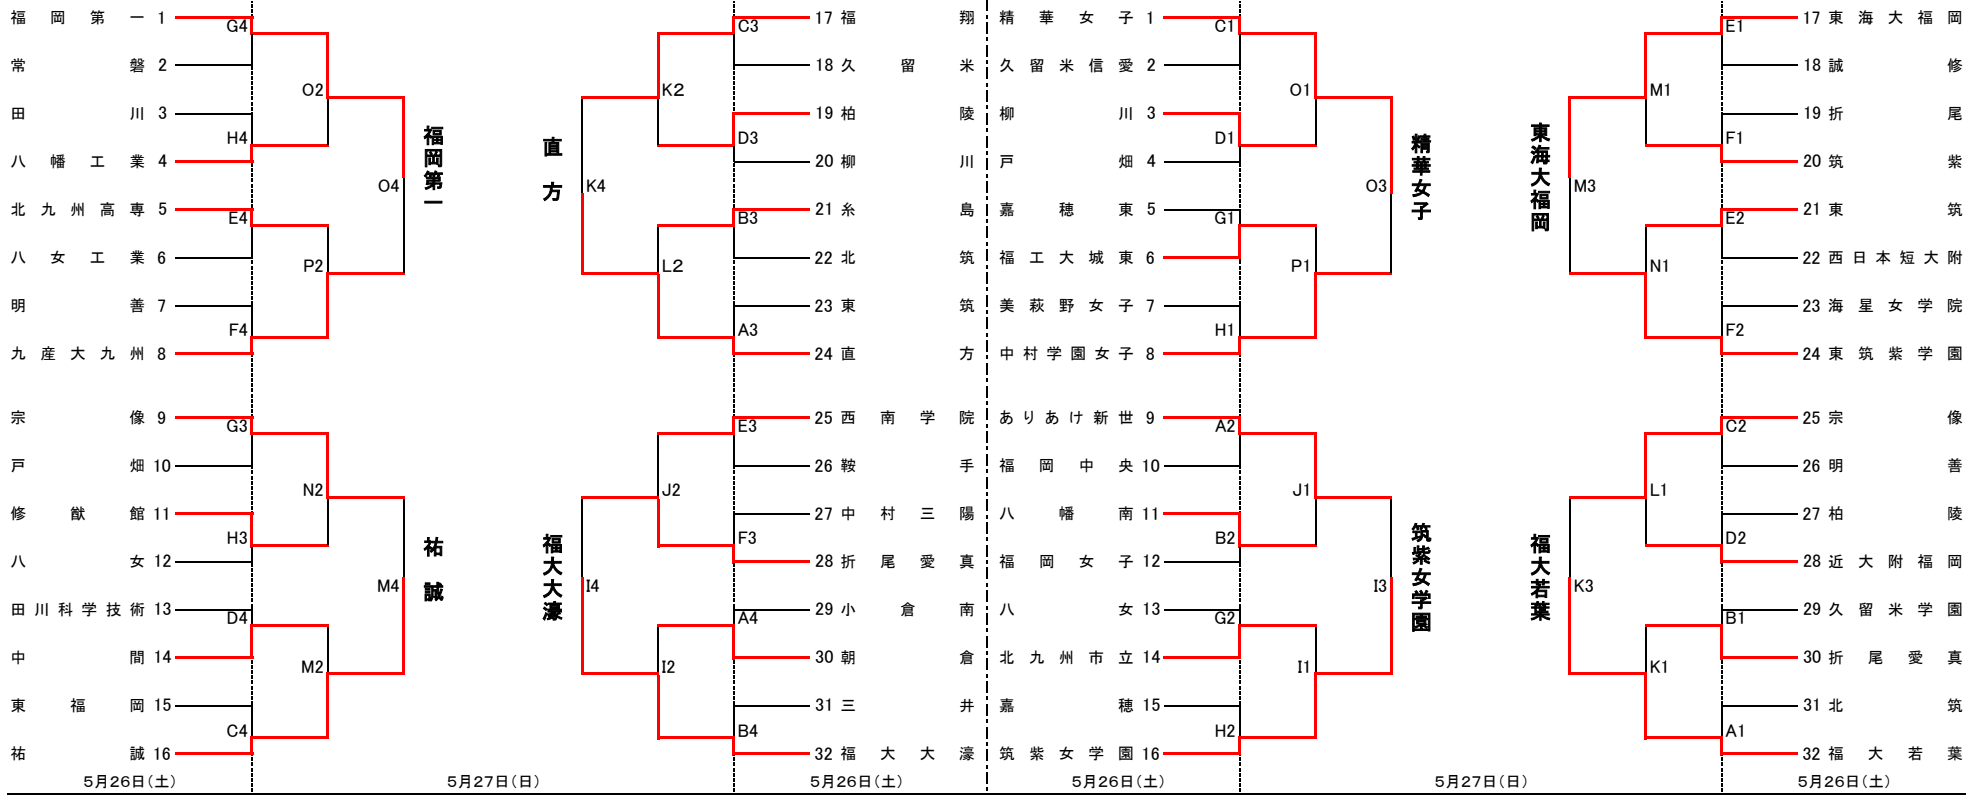 福岡第一 1
G4
常磐 2
O2
田川 3
H4
八幡工業 4
O4
福岡第一
北九州高専 5
E4
八女工業 6
P2
明善 7
F4
九産大九州 8
宗像 9
G3
戸畑 10
N2
修猷館 11
H3
八女 12
M4
祐誠
田川科学技術 13
D4
中間 14
M2
東福岡 15
C4
祐誠 16
5月26日(土)
5月27日(日)
17 福翔
C3
18 久留米
K2
19 柏陵
D3
20 柳川
直方
K4
21 糸島
B3
22 北筑
L2
23 東筑
A3
24 直方
25 西南学院
E3
26 鞍手
J2
27 中村三陽
F3
28 折尾愛真
福大大濠
I4
29 小倉南
A4
30 朝倉
I2
31 三井
B4
32 福大大濠
5月26日(土)
精華女子 1
C1
久留米信愛 2
O1
柳川 3
D1
戸畑 4
O3
精華女子
嘉穂東 5
G1
福工大城東 6
P1
美萩野女子 7
H1
中村学園女子 8
ありあけ新世 9
A2
福岡中央 10
J1
八幡南 11
B2
福岡女子 12
I3
筑紫女学園
八女 13
G2
北九州市立 14
I1
嘉穂 15
H2
筑紫女学園 16
5月26日(土)
5月27日(日)
17 東海大福岡
E1
18 誠修
M1
19 折尾
F1
20 筑紫
東海大福岡
M3
21 東筑
E2
22 西日本短大附
N1
23 海星女学院
F2
24 東筑紫学園
25 宗像
C2
26 明善
L1
27 柏陵
D2
28 近大附福岡
福大若葉
K3
29 久留米学園
B1
30 折尾愛真
K1
31 北筑
A1
32 福大若葉
5月26日(土)